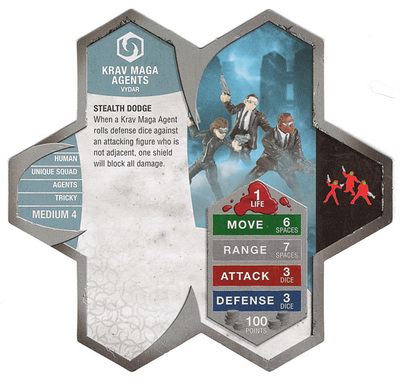 KRAV MAGA
AGENTS
VYDAR
STEALTH DODGE
When a Krav Maga Agent
rolls defense dice against
an attacking figure who is
not adjacent, one shield
will block all damage.
HUMAN
UNIQUE SQUAD
AGENTS
TRICKY
MEDIUM 4
1
LIFE
MOVE 6
SPACES
RANGE 7
SPACES
ATTACK 3
DICE
DEFENSE 3
DICE
100
POINTS